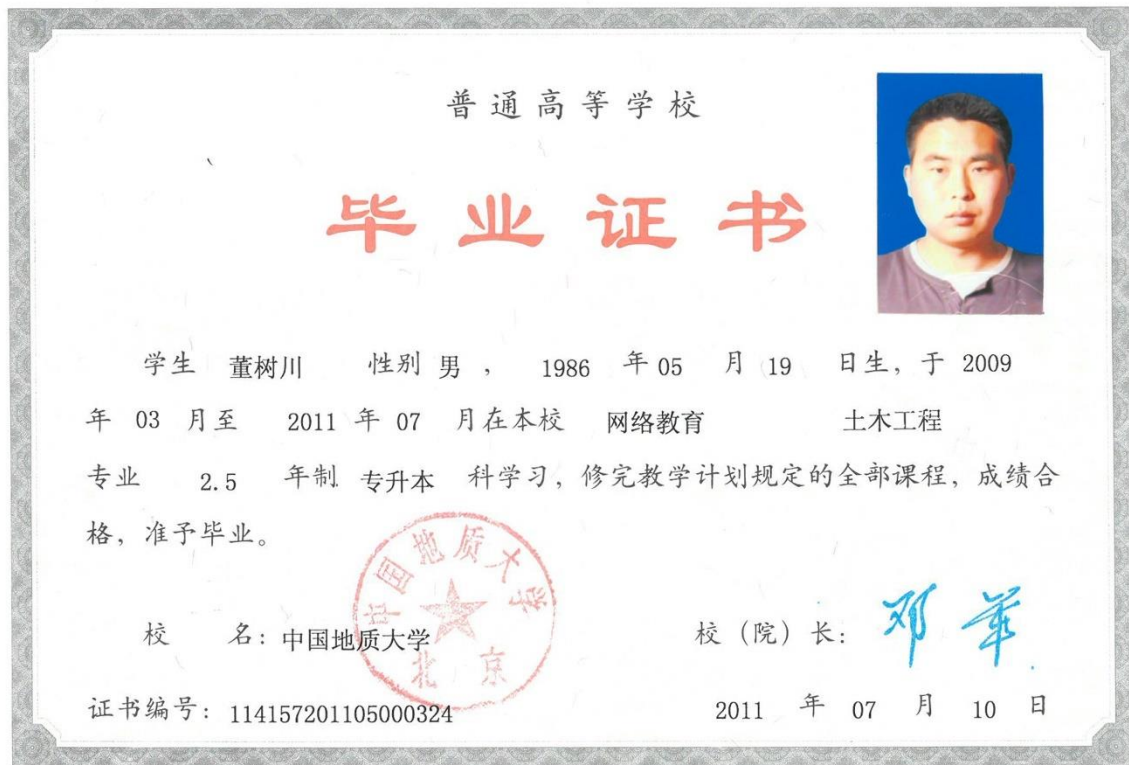 普通高等学校
毕业证书
学生 董树川 性别 男 , 1986 年 05 月 19 日生, 于 2009
年 03 月至 2011 年 07 月在本校 网络教育 土木工程
专业 2.5 年制 专升本 科学习, 修完教学计划规定的全部课程, 成绩合
格, 准予毕业。
中国地质大学
北京
校 名: 中国地质大学 校 (院) 长: 邓军
证书编号: 114157201105000324 2011 年 07 月 10 日